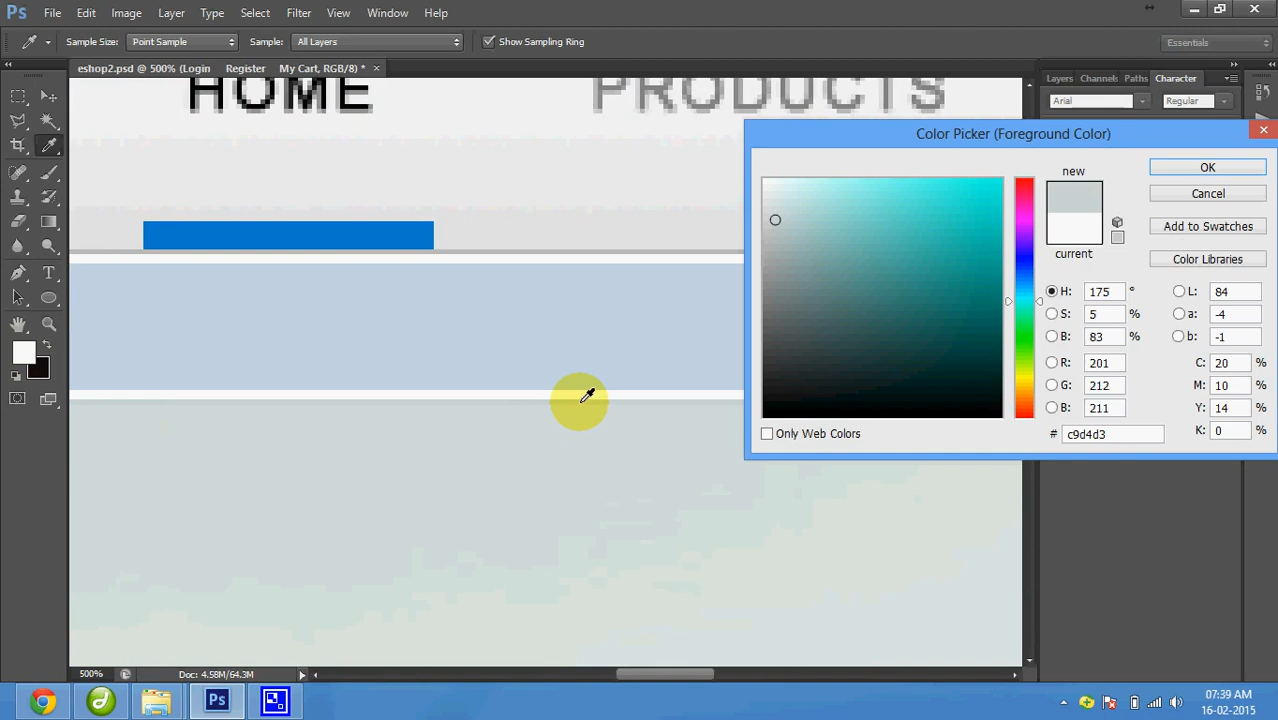 Ps File Edit Image Layer Type Select Filter View Window Help
Sample Size: Point Sample Sample: All Layers Show Sampling Ring Essentials
eshop2.psd @ 500% (Login Register My Cart, RGB/8) * × Layers Channels Paths Character
Arial Regular
HOME PRODUCTS
Color Picker (Foreground Color)
new
OK
Cancel
Add to Swatches
current
Color Libraries
H: 175 ° L: 84
S: 5 % a: -4
B: 83 % b: -1
R: 201 C: 20 %
G: 212 M: 10 %
B: 211 Y: 14 %
Only Web Colors # c9d4d3 K: 0 %
500% Doc: 4.58M/64.3M
Ps 07:39 AM
16-02-2015